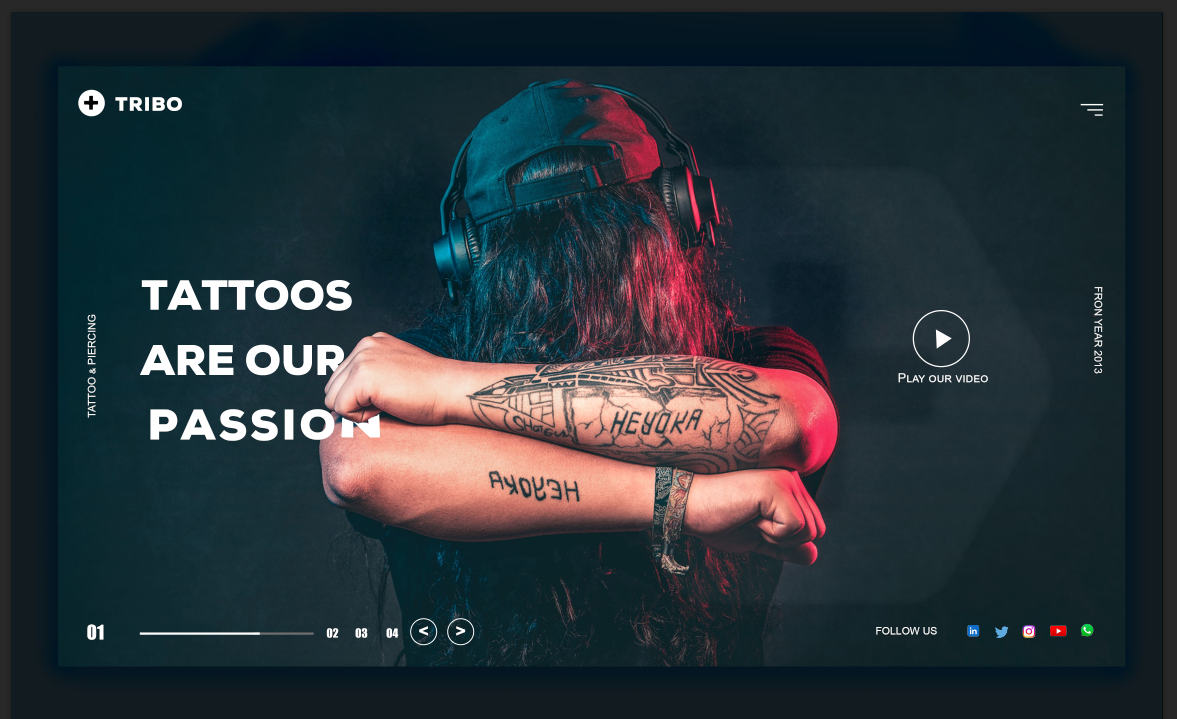 TRIBO
TATTOOS
ARE OUR
PASSION
TATTOO & PIERCING
HEYOKA
HEYOKA
PLAY OUR VIDEO
FRON YEAR 2013
01
02 03 04 < >
FOLLOW US
in